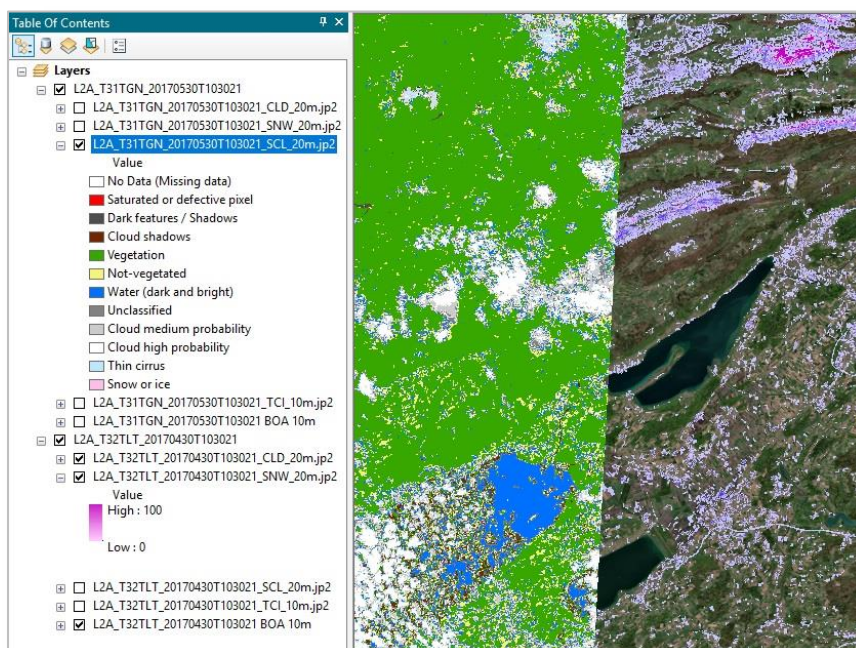 Table Of Contents
Layers
L2A_T31TGN_20170530T103021
L2A_T31TGN_20170530T103021_CLD_20m.jp2
L2A_T31TGN_20170530T103021_SNW_20m.jp2
L2A_T31TGN_20170530T103021_SCL_20m.jp2
Value
No Data (Missing data)
Saturated or defective pixel
Dark features / Shadows
Cloud shadows
Vegetation
Not-vegetated
Water (dark and bright)
Unclassified
Cloud medium probability
Cloud high probability
Thin cirrus
Snow or ice
L2A_T31TGN_20170530T103021_TCI_10m.jp2
L2A_T31TGN_20170530T103021 BOA 10m
L2A_T32TLT_20170430T103021
L2A_T32TLT_20170430T103021_CLD_20m.jp2
L2A_T32TLT_20170430T103021_SNW_20m.jp2
Value
High : 100
Low : 0
L2A_T32TLT_20170430T103021_SCL_20m.jp2
L2A_T32TLT_20170430T103021_TCI_10m.jp2
L2A_T32TLT_20170430T103021 BOA 10m